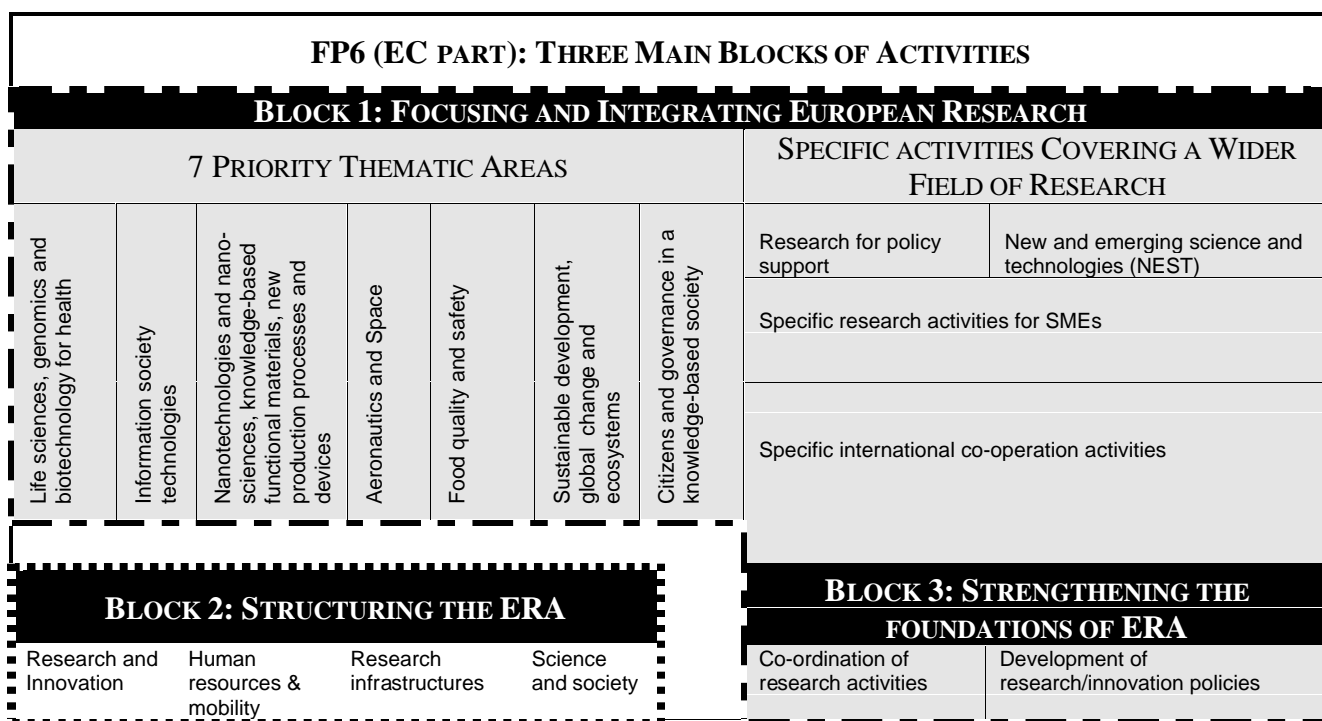 FP6 (EC PART): THREE MAIN BLOCKS OF ACTIVITIES
BLOCK 1: FOCUSING AND INTEGRATING EUROPEAN RESEARCH
7 PRIORITY THEMATIC AREAS
SPECIFIC ACTIVITIES COVERING A WIDER
FIELD OF RESEARCH
Life sciences, genomics and
biotechnology for health
Information society
technologies
Nanotechnologies and nano-
sciences, knowledge-based
functional materials, new
production processes and
devices
Aeronautics and Space
Food quality and safety
Sustainable development,
global change and
ecosystems
Citizens and governance in a
knowledge-based society
Research for policy
support
New and emerging science and
technologies (NEST)
Specific research activities for SMEs
Specific international co-operation activities
BLOCK 2: STRUCTURING THE ERA
Research and
Innovation
Human
resources &
mobility
Research
infrastructures
Science
and society
BLOCK 3: STRENGTHENING THE
FOUNDATIONS OF ERA
Co-ordination of
research activities
Development of
research/innovation policies